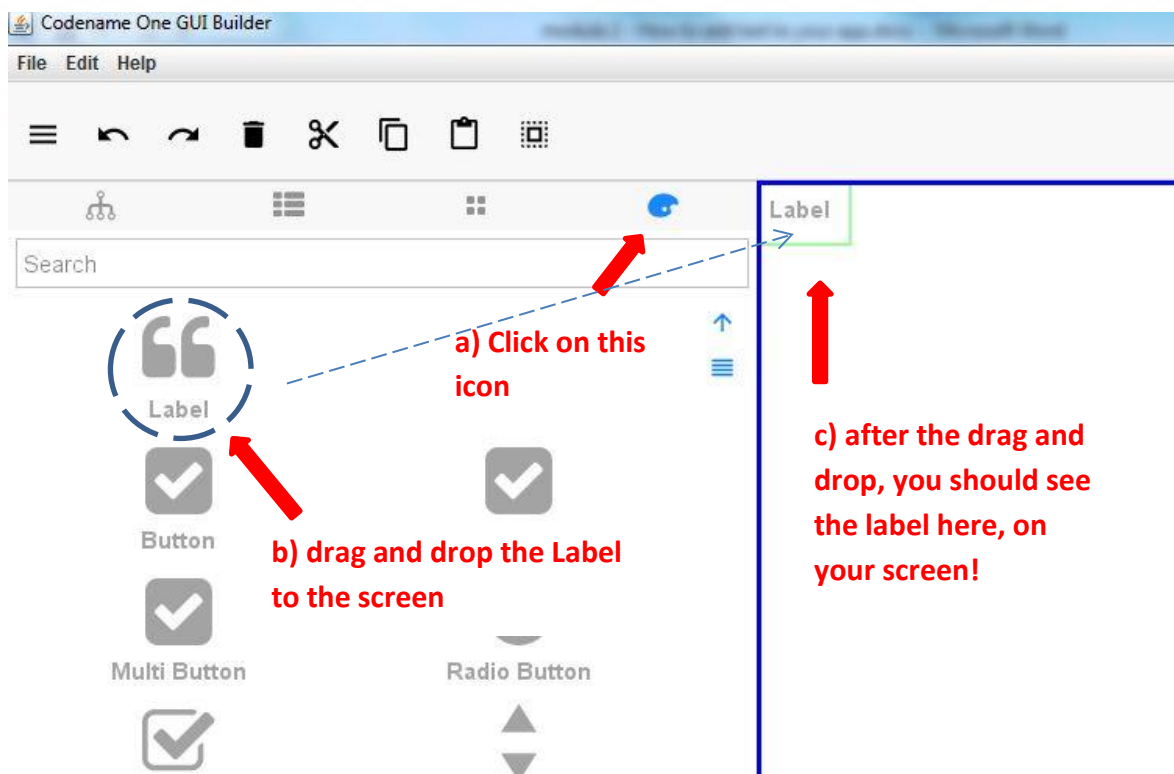 Codename One GUI Builder
File Edit Help
Label
Search
a) Click on this
icon
Label
c) after the drag and
drop, you should see
the label here, on
your screen!
Button
b) drag and drop the Label
to the screen
Multi Button
Radio Button